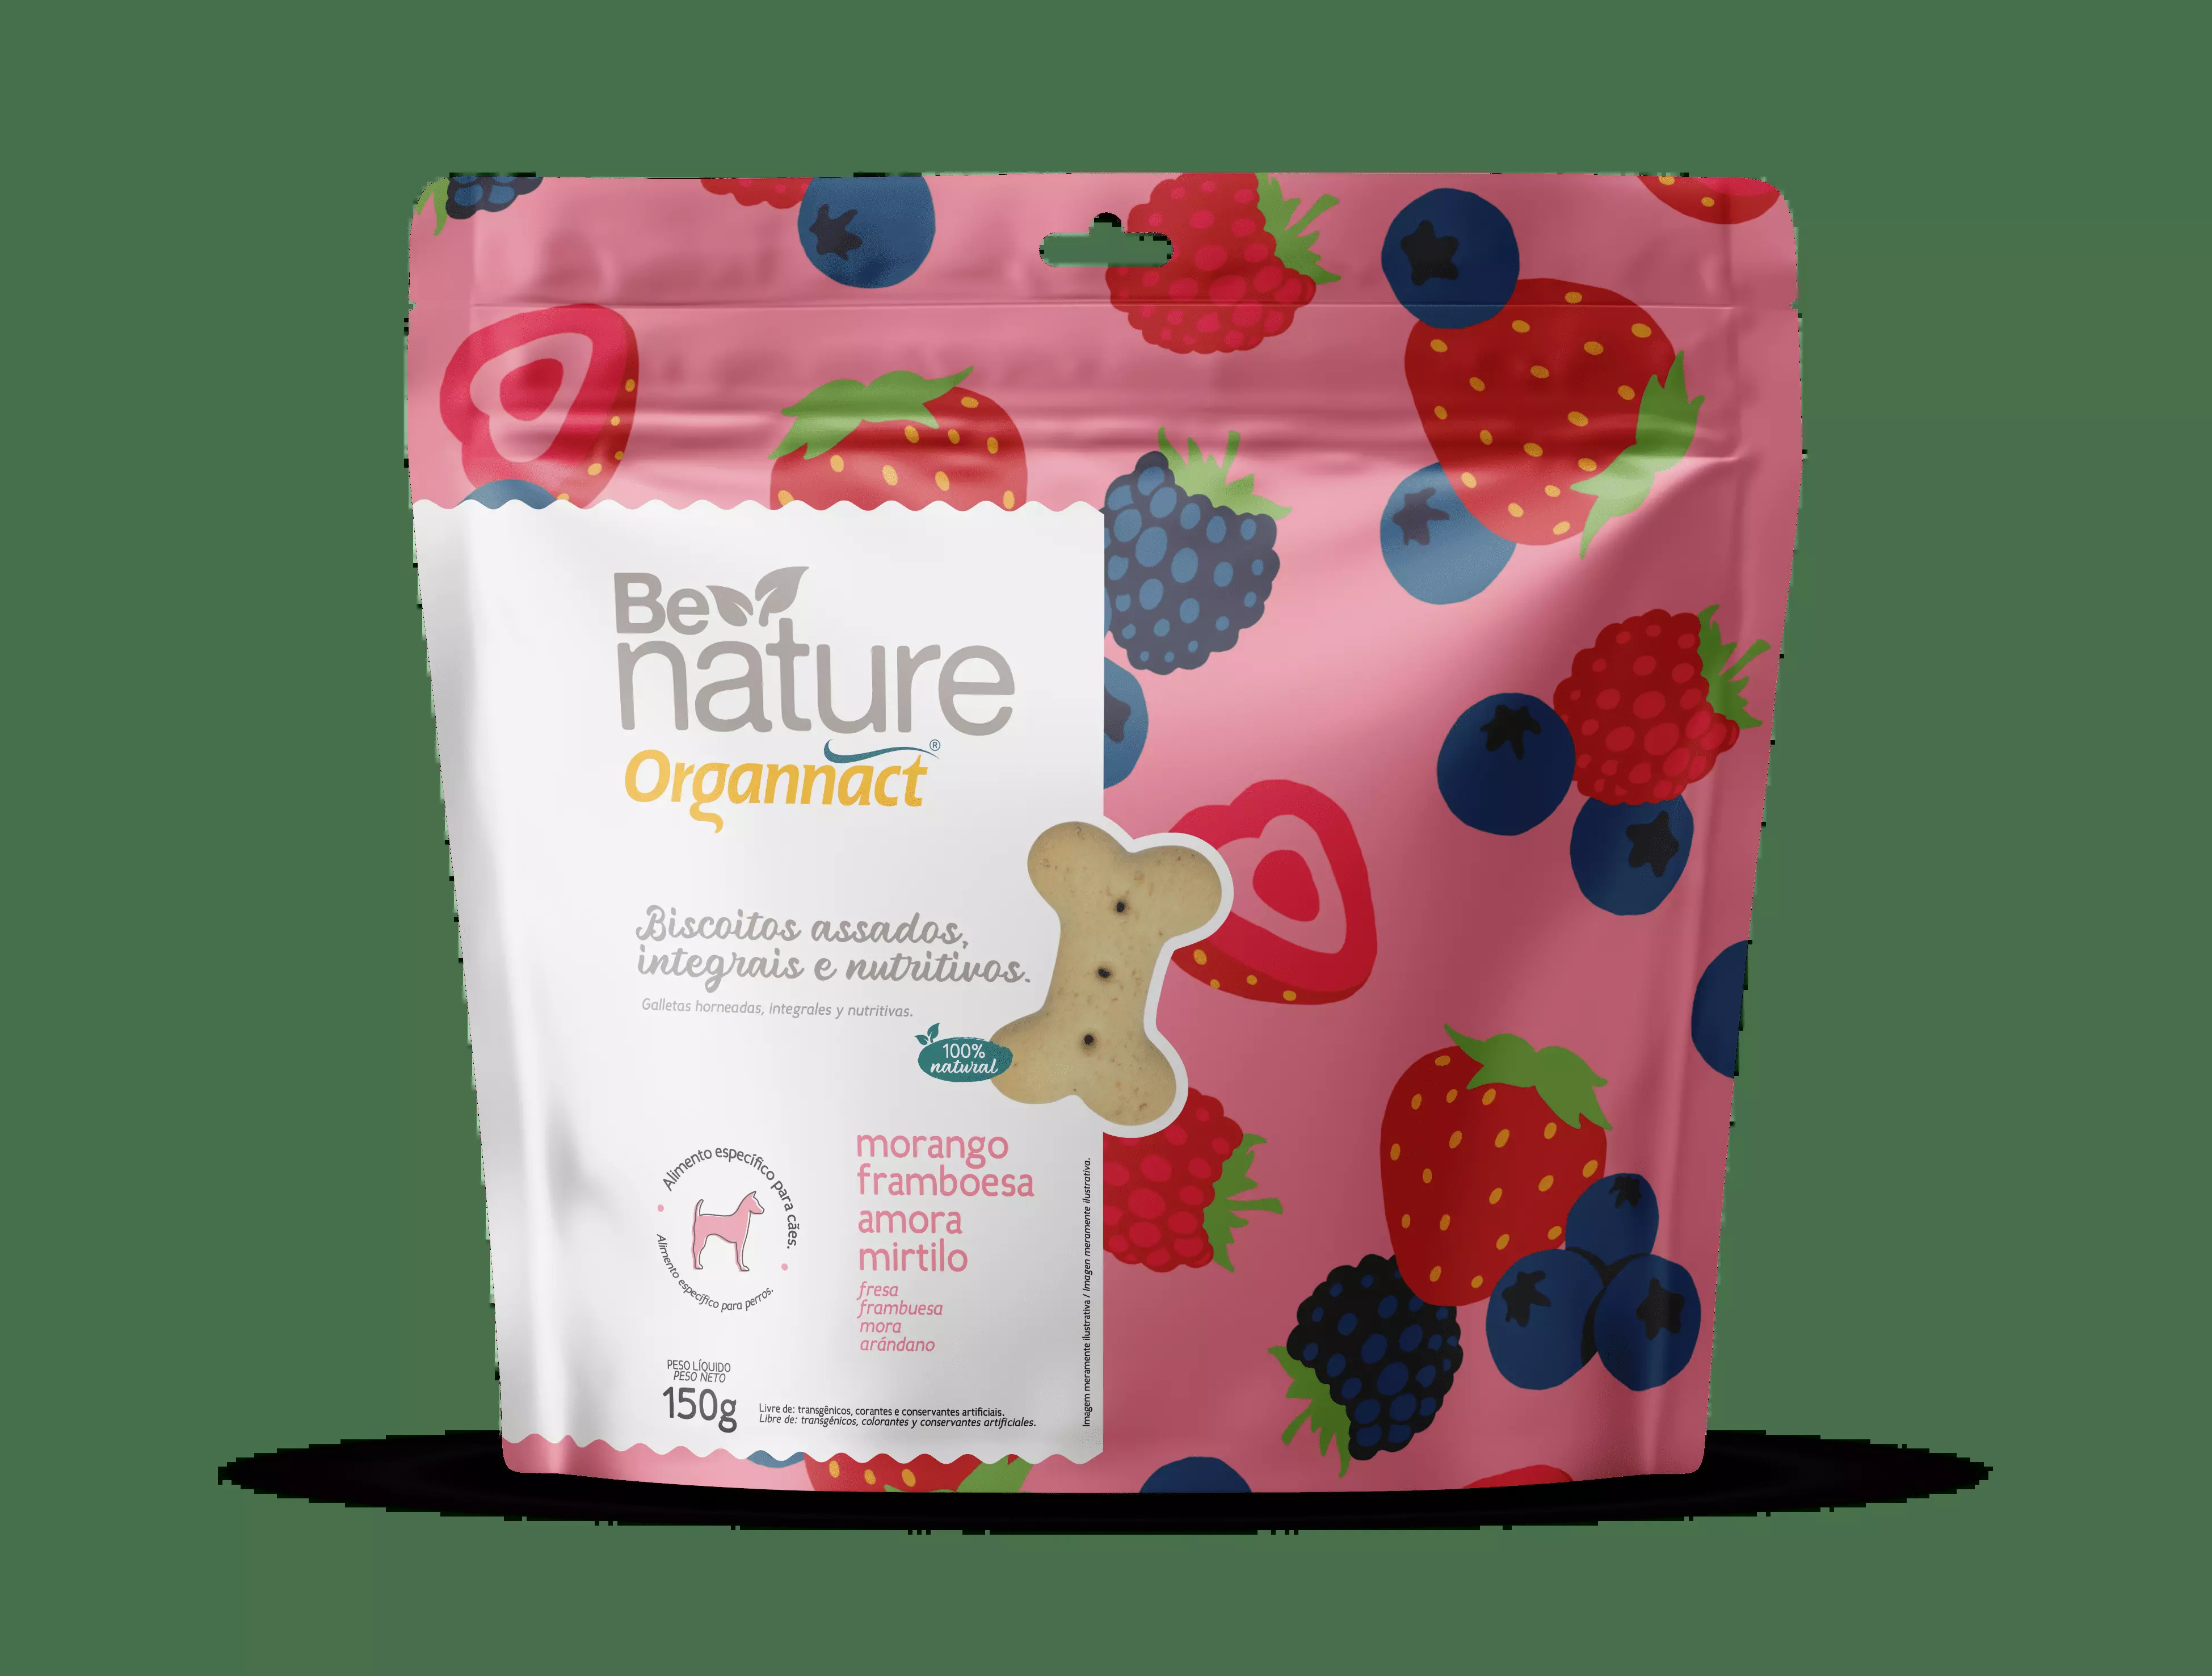 Be
nature
Organnact®
Biscoitos assados,
integrais e nutritivos.
Galletas horneadas, integrales y nutritivas.
100%
natural
morango
framboesa
amora
mirtilo
fresa
frambuesa
mora
arándano
Alimento específico para cães.
Alimento específico para perros.
PESO LÍQUIDO
PESO NETO
150g
Livre de: transgênicos, corantes e conservantes artificiais.
Libre de: transgénicos, colorantes y conservantes artificiales.
Imagem meramente ilustrativa / Imagen meramente ilustrativa.